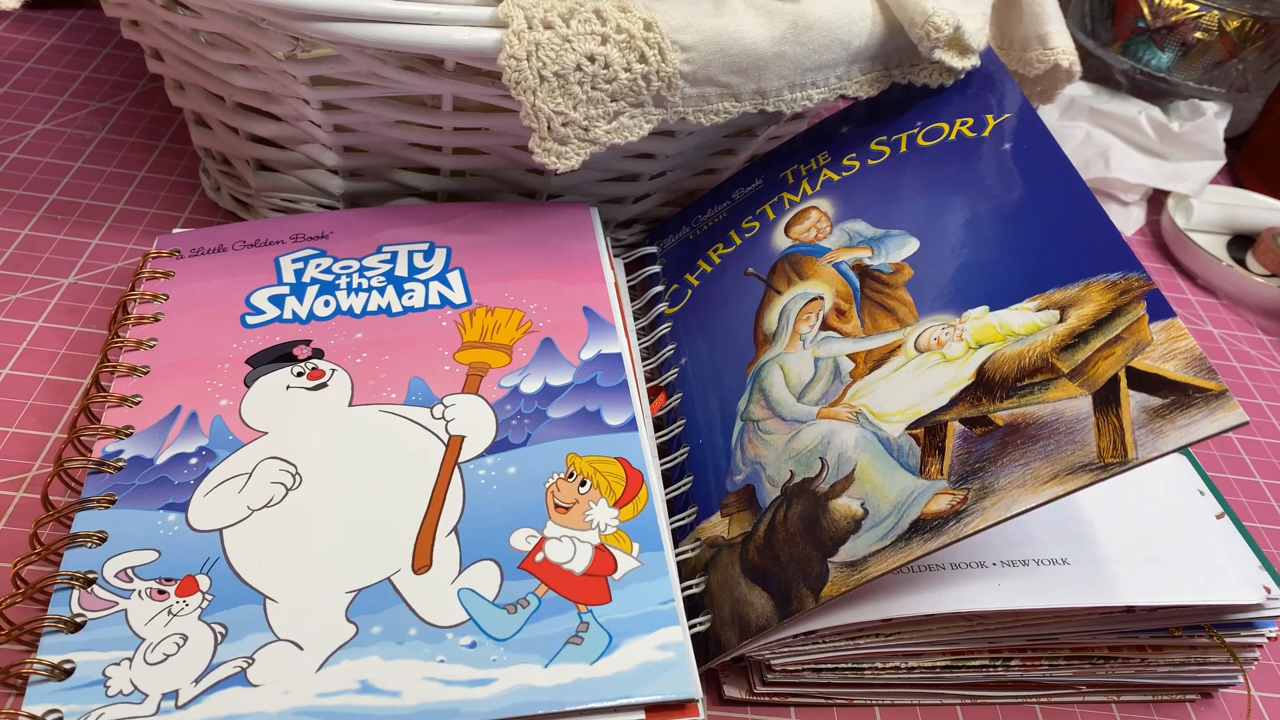 a Little Golden Book®
FROSTY
the
SNOWMAN
a Little Golden Book®
CLASSIC
THE
CHRISTMAS STORY
GOLDEN BOOK • NEW YORK